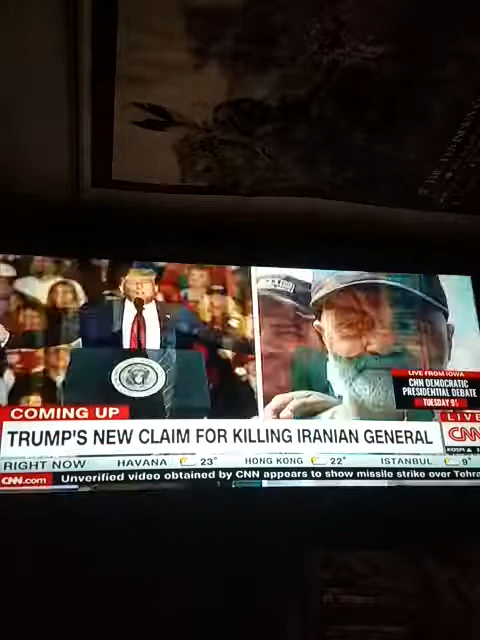 LIVE FROM IOWA
CNN DEMOCRATIC
PRESIDENTIAL DEBATE
COMING UP
LIVE
TRUMP'S NEW CLAIM FOR KILLING IRANIAN GENERAL
CNN
KOSPI
RIGHT NOW HAVANA 23° HONG KONG 22° ISTANBUL 9°
CNN.com Unverified video obtained by CNN appears to show missile strike over Tehra